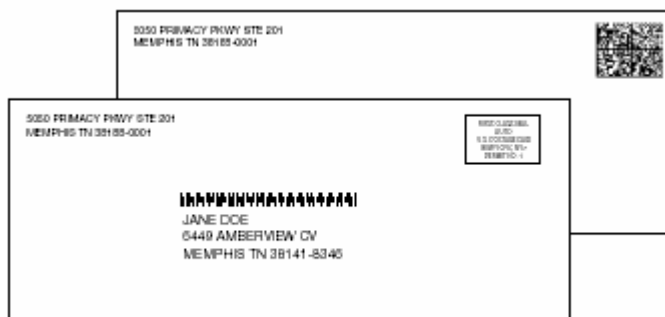 5050 PRIMACY PKWY STE 201
MEMPHIS TN 38188-0001
5050 PRIMACY PKWY STE 201
MEMPHIS TN 38188-0001
AUTO
JANE DOE
6449 AMBERVIEW CV
MEMPHIS TN 38141-8346